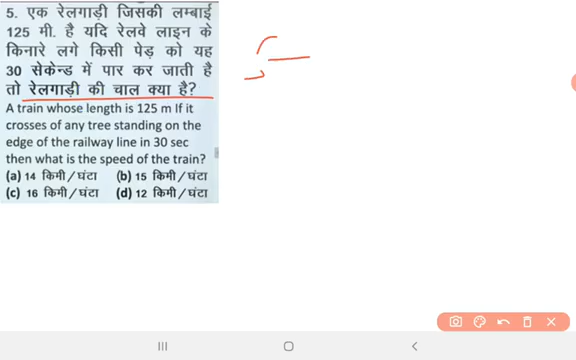 5. एक रेलगाड़ी जिसकी लम्बाई
125 मी. है यदि रेलवे लाइन के
किनारे लगे किसी पेड़ को यह
30 सेकेन्ड में पार कर जाती है
तो रेलगाड़ी की चाल क्या है?
A train whose length is 125 m If it
crosses of any tree standing on the
edge of the railway line in 30 sec
then what is the speed of the train?
(a) 14 किमी/घंटा (b) 15 किमी/घंटा
(c) 16 किमी/घंटा (d) 12 किमी/घंटा